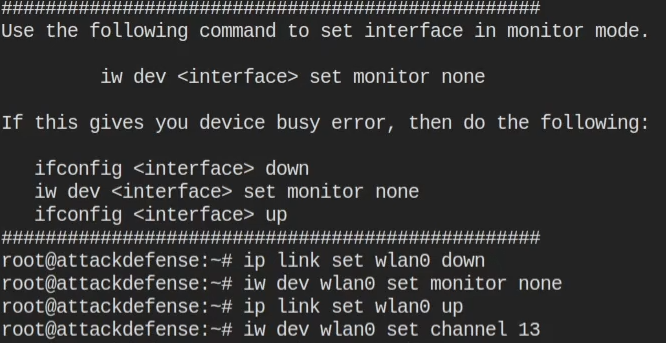 #################################################
Use the following command to set interface in monitor mode.
iw dev <interface> set monitor none
If this gives you device busy error, then do the following:
ifconfig <interface> down
iw dev <interface> set monitor none
ifconfig <interface> up
#################################################
root@attackdefense:~# ip link set wlan0 down
root@attackdefense:~# iw dev wlan0 set monitor none
root@attackdefense:~# ip link set wlan0 up
root@attackdefense:~# iw dev wlan0 set channel 13